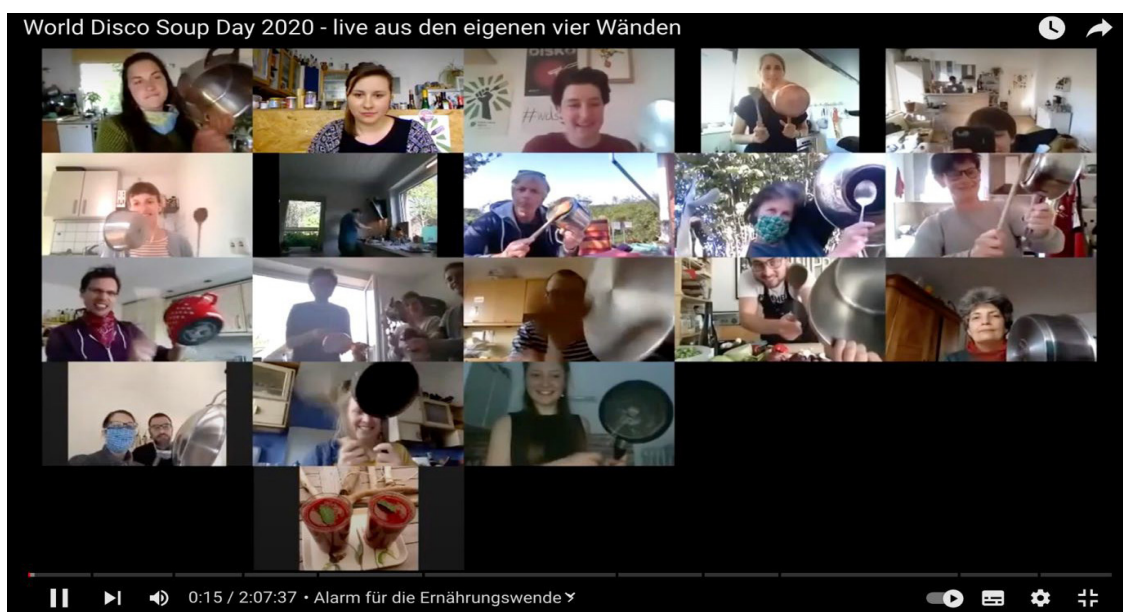 World Disco Soup Day 2020 - live aus den eigenen vier Wänden
DISKO
0:15 / 2:07:37 • Alarm für die Ernährungswende